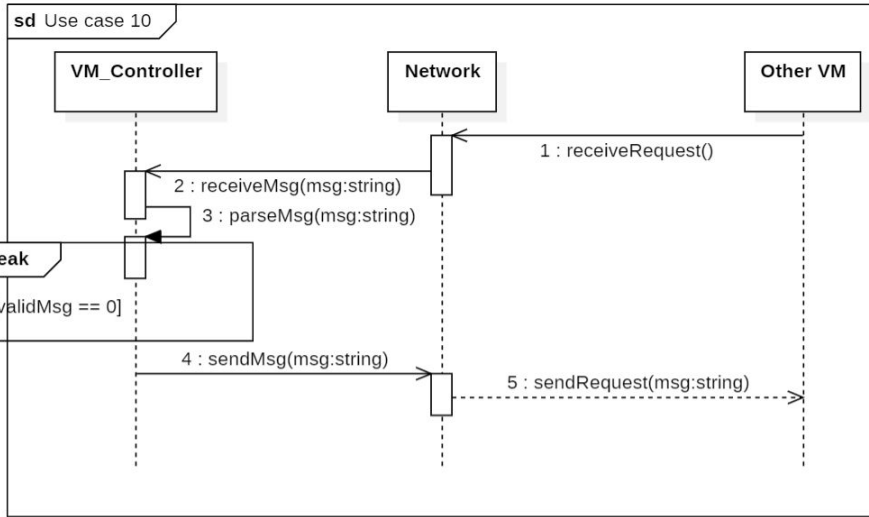 sd Use case 10
VM_Controller
Network
Other VM
1 : receiveRequest()
2 : receiveMsg(msg:string)
3 : parseMsg(msg:string)
eak
validMsg == 0]
4 : sendMsg(msg:string)
5 : sendRequest(msg:string)